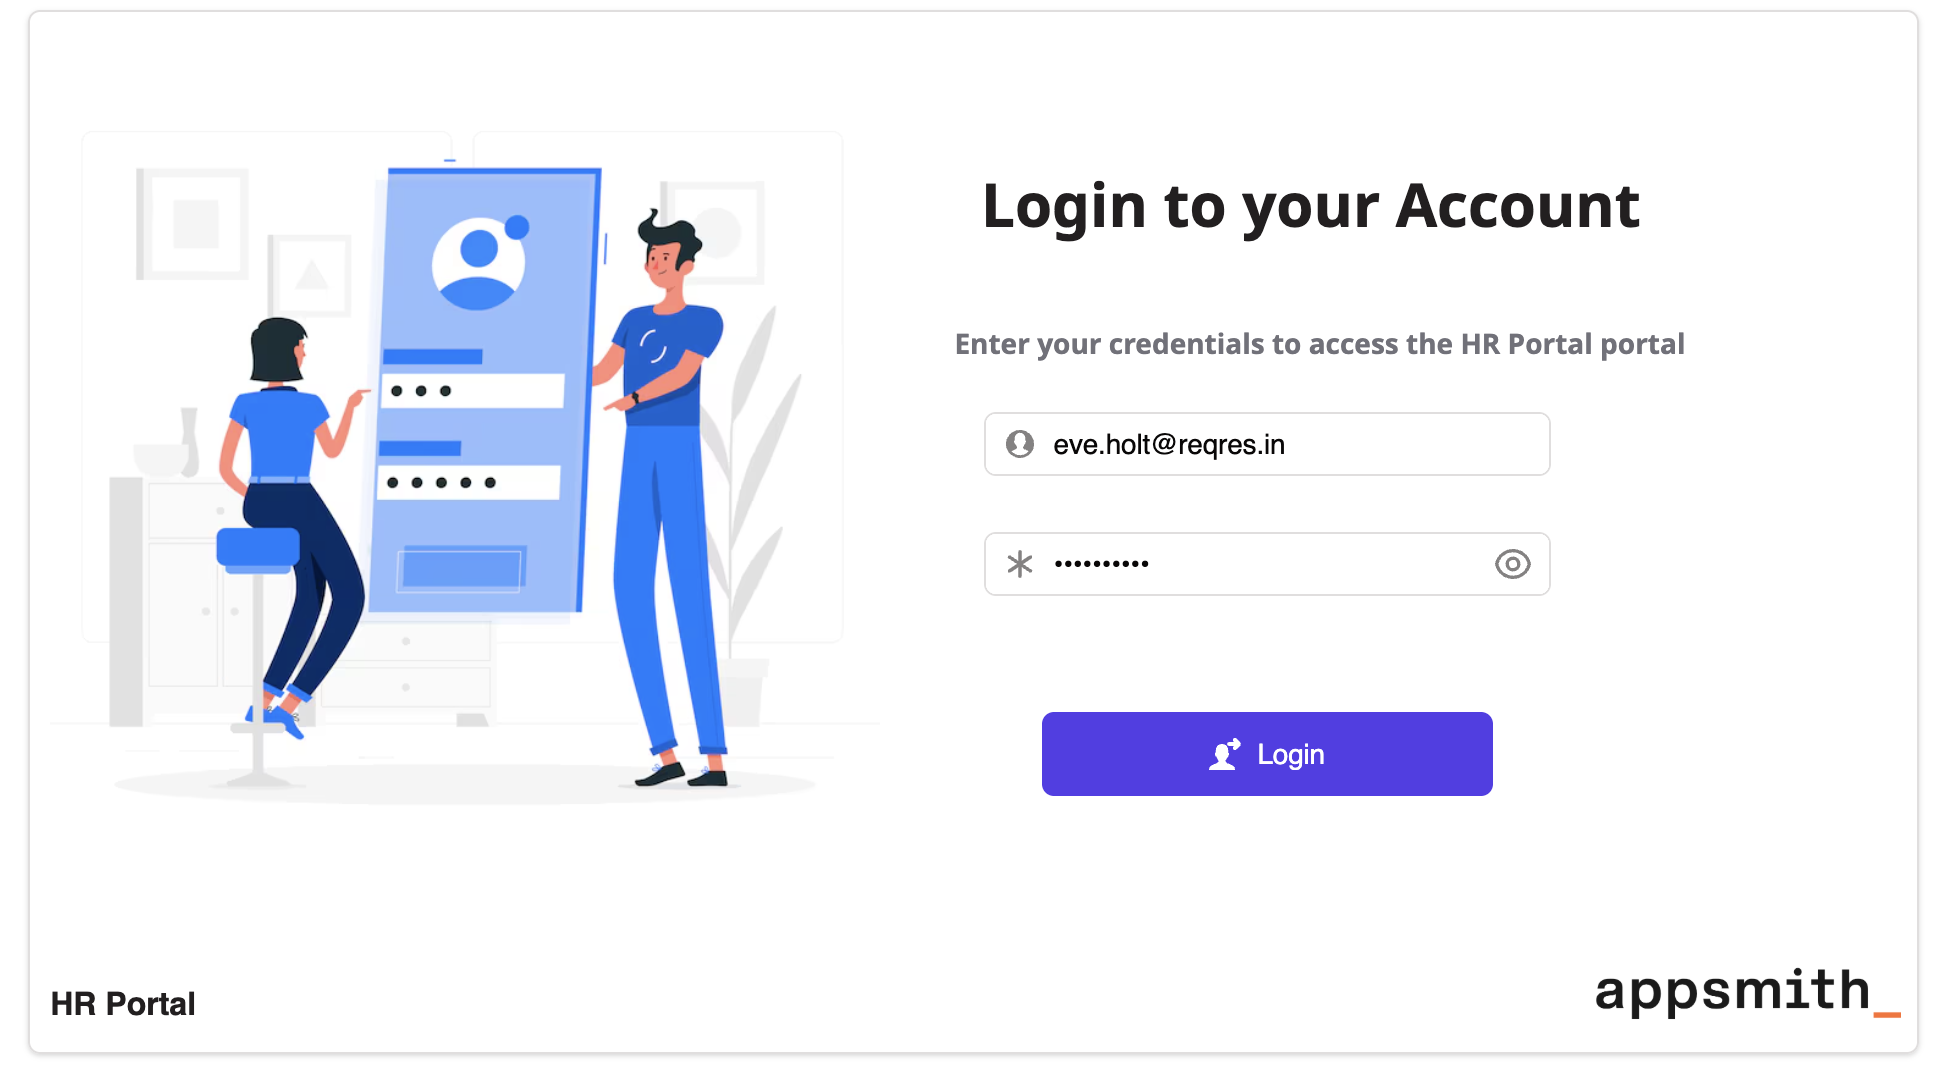 Login to your Account
Enter your credentials to access the HR Portal portal
eve.holt@reqres.in
••••••••••
Login
HR Portal
appsmith_